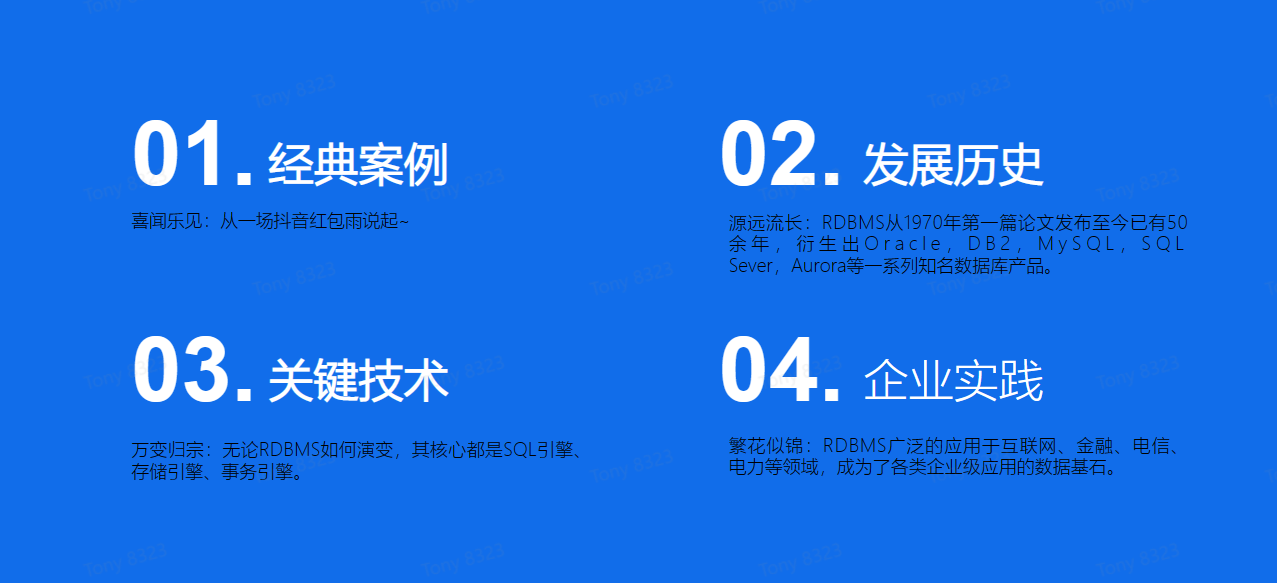 01. 经典案例
喜闻乐见：从一场抖音红包雨说起~
02. 发展历史
源远流长：RDBMS从1970年第一篇论文发布至今已有50
余年，衍生出Oracle，DB2，MySQL，SQL
Sever，Aurora等一系列知名数据库产品。
03. 关键技术
万变归宗：无论RDBMS如何演变，其核心都是SQL引擎、
存储引擎、事务引擎。
04. 企业实践
繁花似锦：RDBMS广泛的应用于互联网、金融、电信、
电力等领域，成为了各类企业级应用的数据基石。
Tony 8323